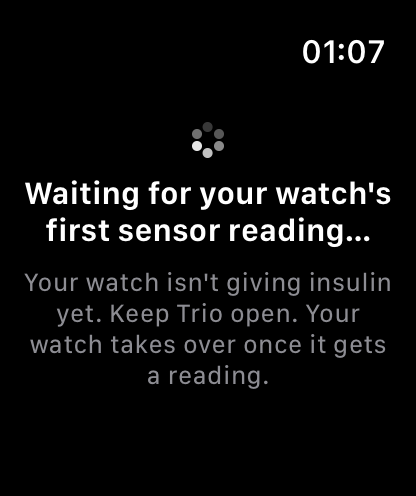 01:07
Waiting for your watch's
first sensor reading...
Your watch isn't giving insulin
yet. Keep Trio open. Your
watch takes over once it gets
a reading.